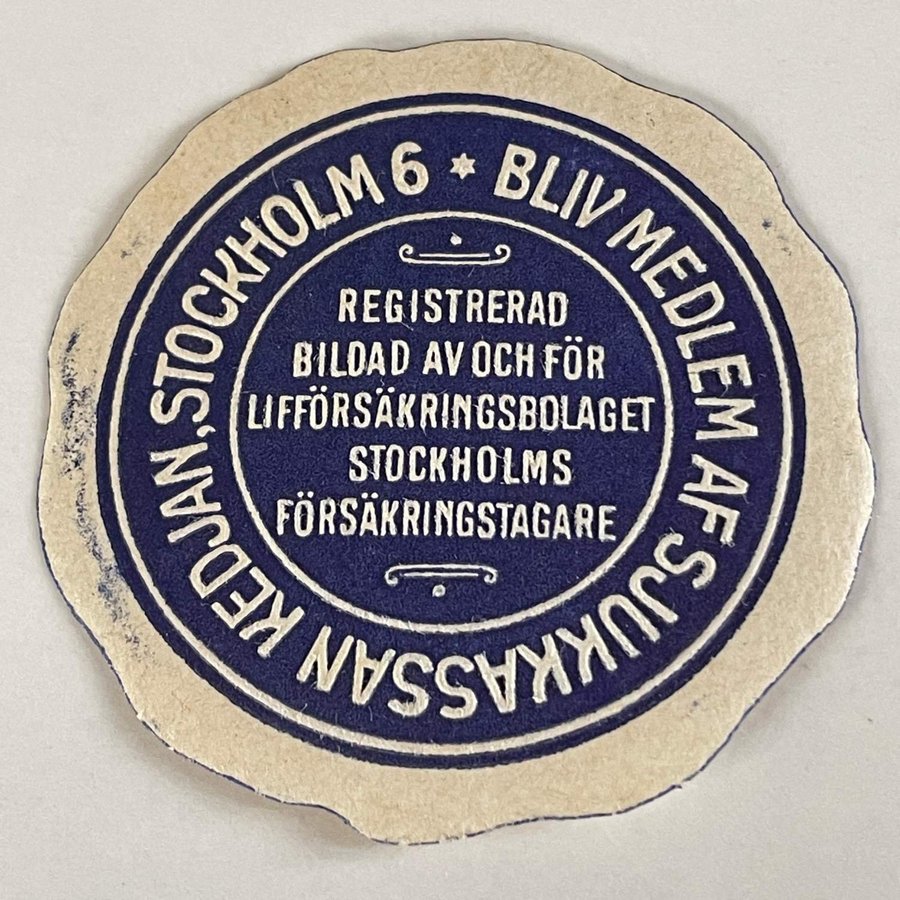 BLIV MEDLEM AF SJUKKASSAN KEDJAN, STOCKHOLM 6 *
REGISTRERAD
BILDAD AV OCH FÖR
LIFFÖRSÄKRINGSBOLAGET
STOCKHOLMS
FÖRSÄKRINGSTAGARE